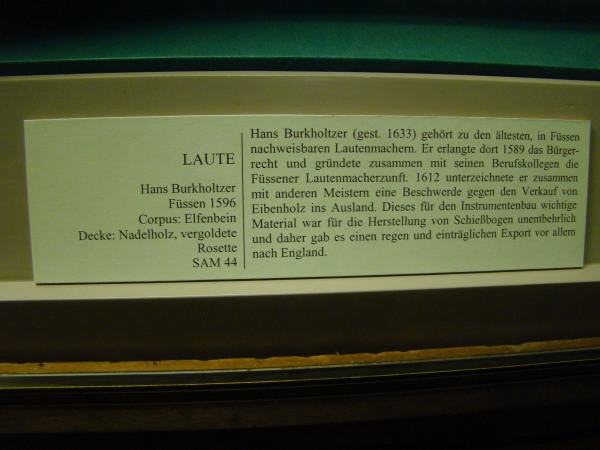 LAUTE
Hans Burkholtzer
Füssen 1596
Corpus: Elfenbein
Decke: Nadelholz, vergoldete
Rosette
SAM 44
Hans Burkholtzer (gest. 1633) gehört zu den ältesten, in Füssen
nachweisbaren Lautenmachern. Er erlangte dort 1589 das Bürger-
recht und gründete zusammen mit seinen Berufskollegen die
Füssener Lautenmacherzunft. 1612 unterzeichnete er zusammen
mit anderen Meistern eine Beschwerde gegen den Verkauf von
Eibenholz ins Ausland. Dieses für den Instrumentenbau wichtige
Material war für die Herstellung von Schießbogen unentbehrlich
und daher gab es einen regen und einträglichen Export vor allem
nach England.